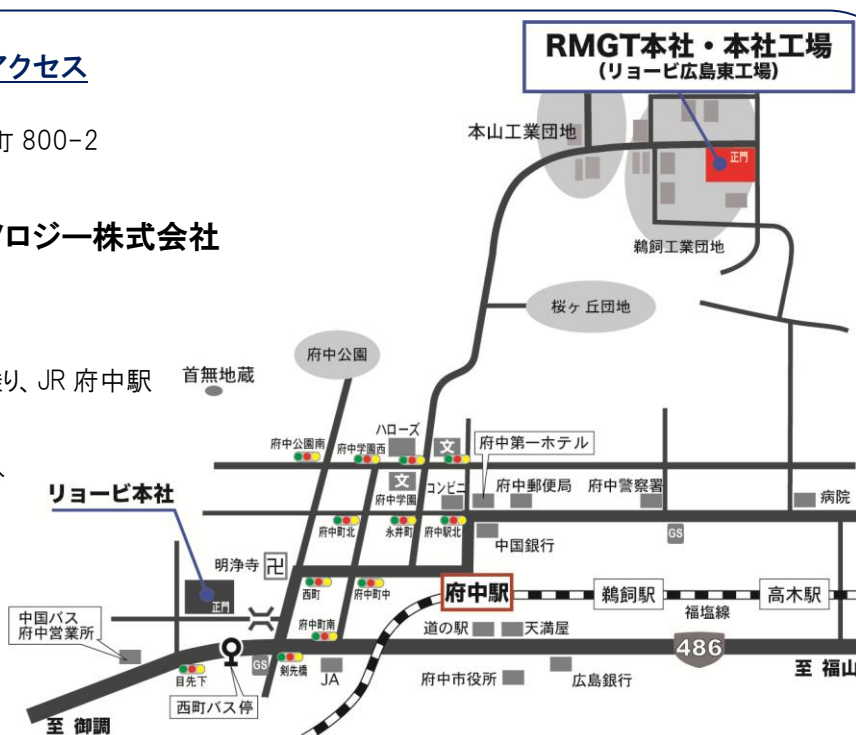 アクセス
800-2
ロジー株式会社
り、JR 府中駅
RMGT本社・本社工場
(リョービ広島東工場)
本山工業団地
正門
鵜飼工業団地
桜ヶ丘団地
府中公園
首無地蔵
ハローズ
府中公園南
府中学園西
文
府中第一ホテル
文
府中学園
コンビニ
府中郵便局
府中警察署
病院
リョービ本社
府中町北
永井町
府中駅北
中国銀行
GS
明浄寺
卍
西町
府中町中
府中駅
鵜飼駅
高木駅
福塩線
正門
中国バス
府中営業所
府中町南
道の駅
天満屋
486
至 福山
GS
剣先橋
JA
目先下
府中市役所
広島銀行
西町バス停
至 御調